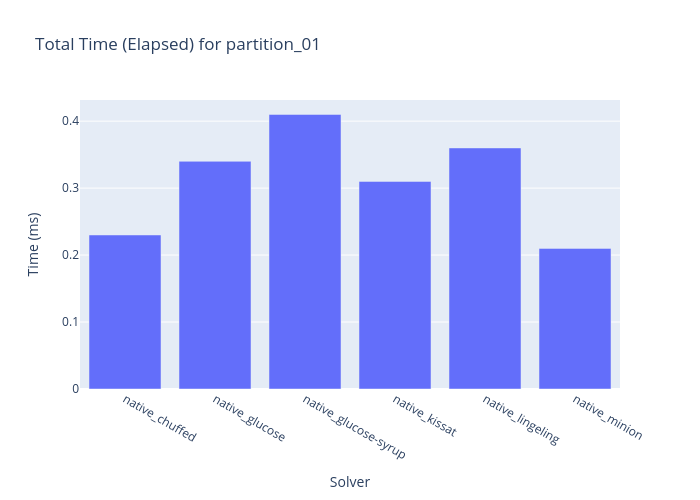 Total Time (Elapsed) for partition_01
Time (ms)
0.4
0.3
0.2
0.1
0
native_chuffed
native_glucose
native_glucose-syrup
native_kissat
native_lingeling
native_minion
Solver